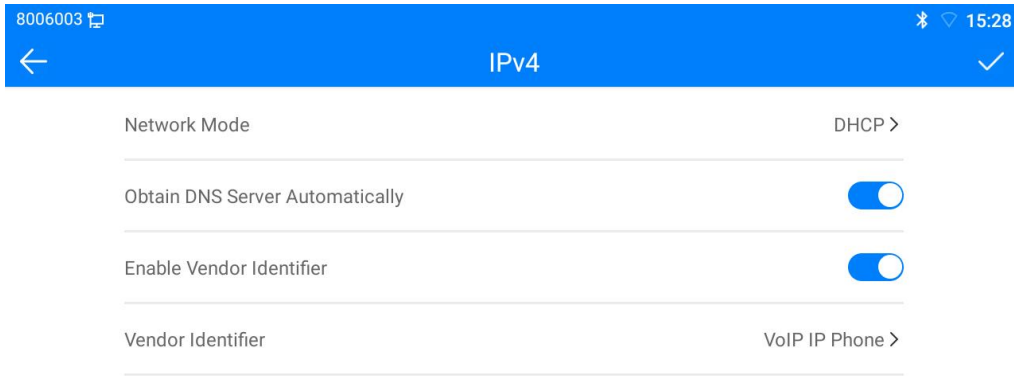 8006003 15:28
IPv4
Network Mode DHCP
Obtain DNS Server Automatically
Enable Vendor Identifier
Vendor Identifier VoIP IP Phone